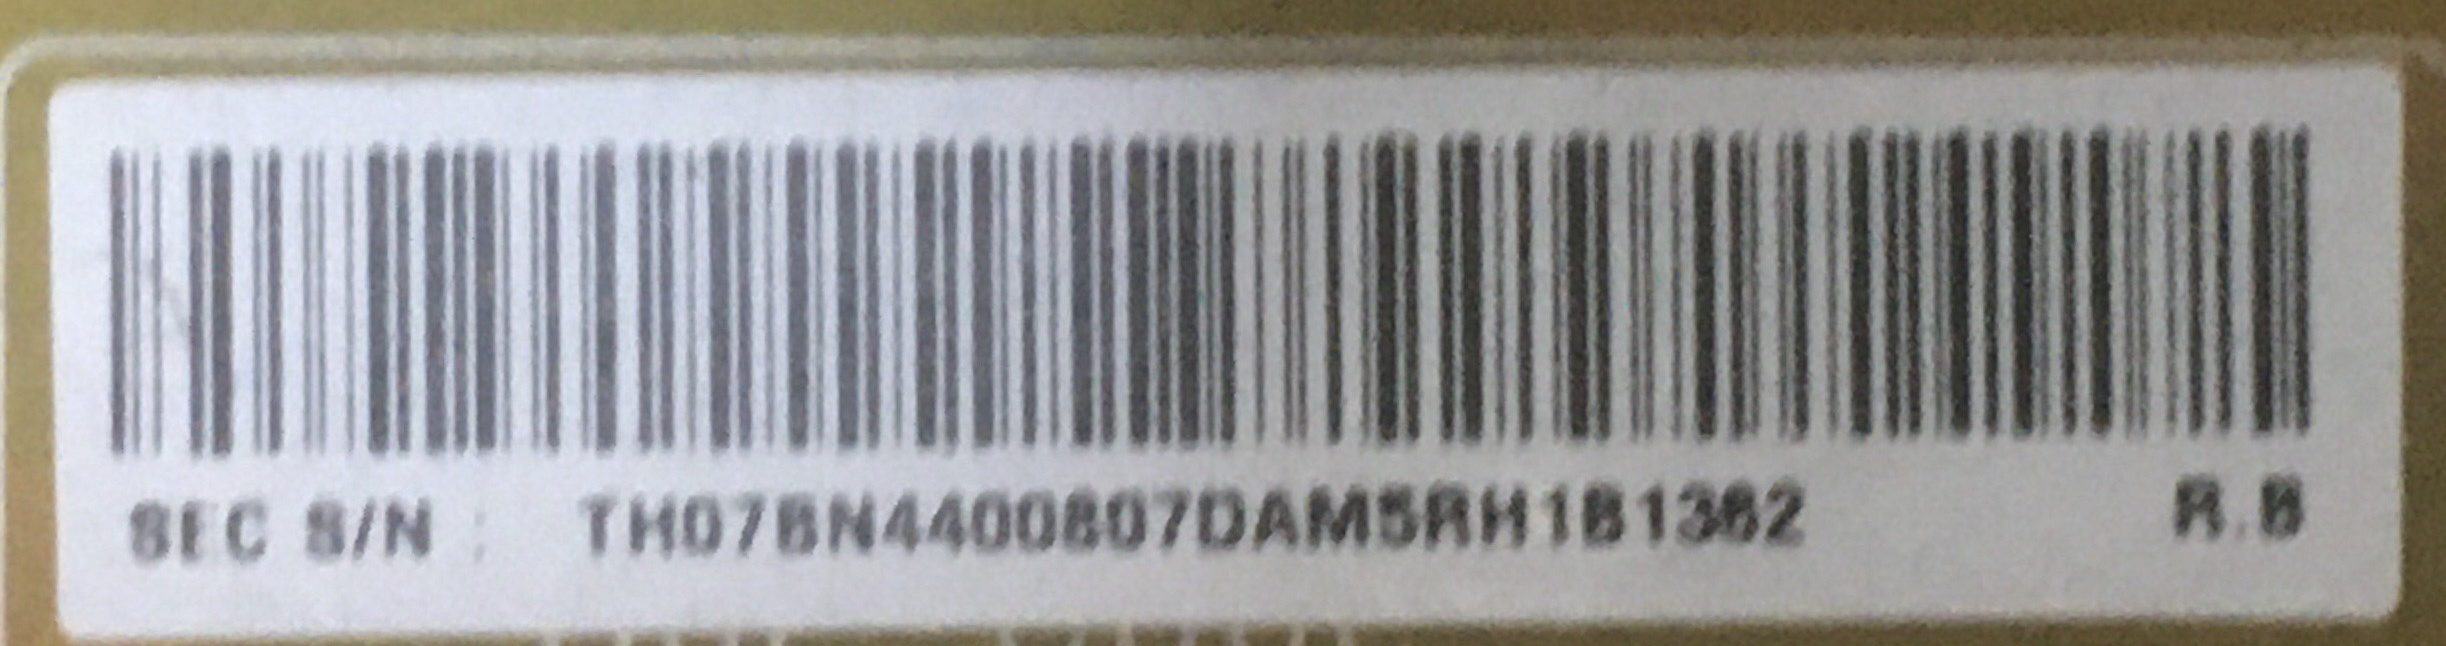 SEC S/N : TH07BN4400807DAM5RH1B1362 R.B